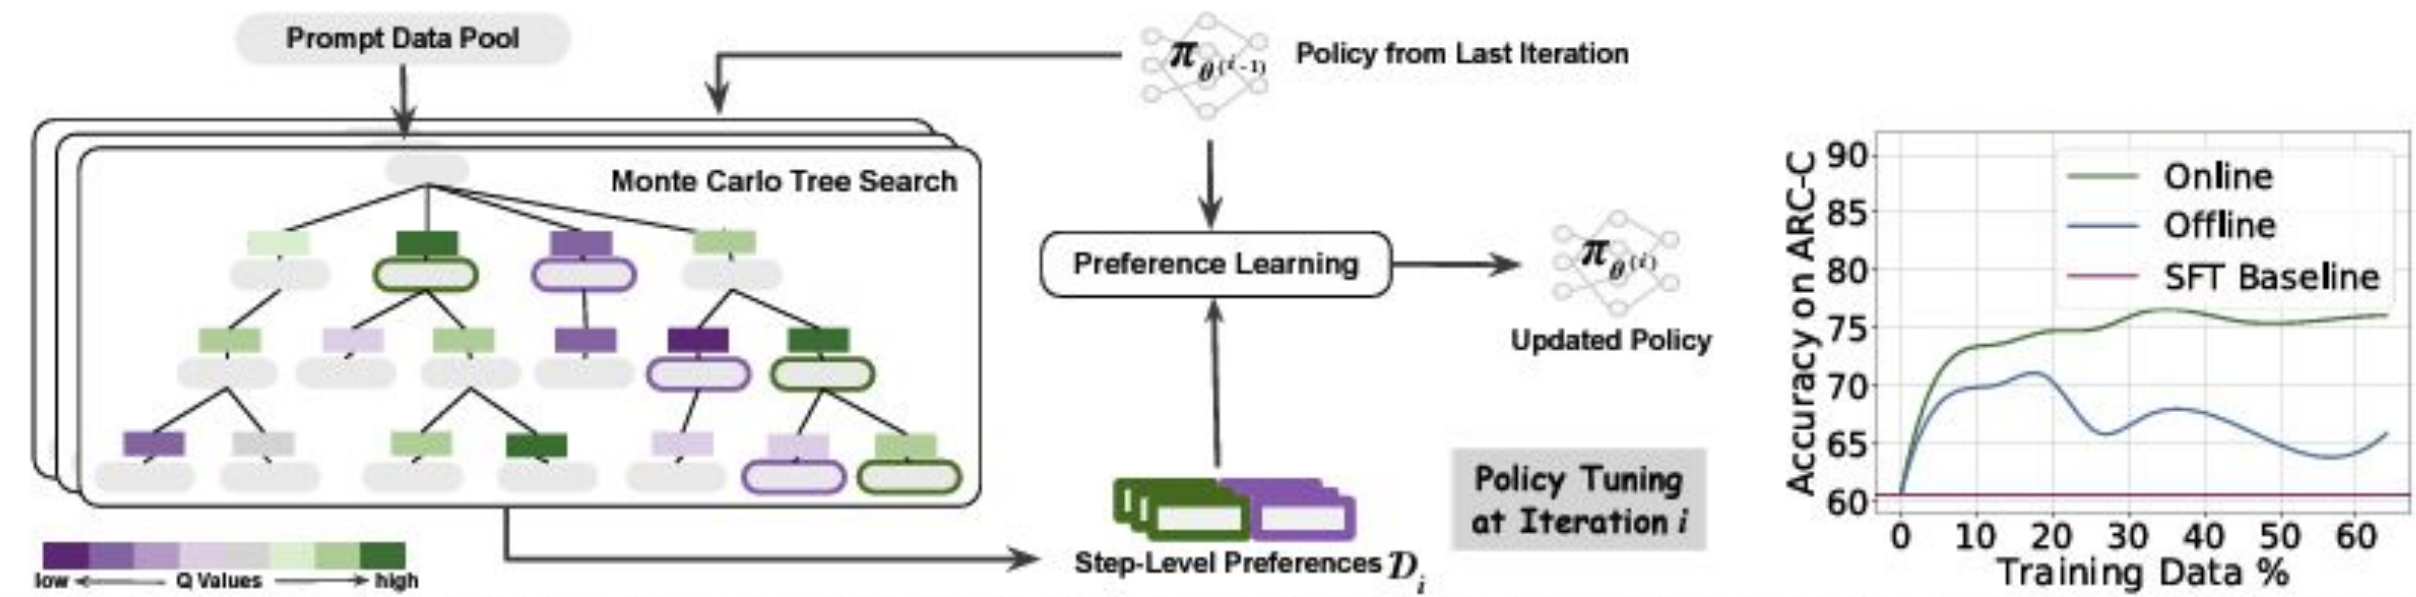 Prompt Data Pool
π θ(i-1)
Policy from Last Iteration
Monte Carlo Tree Search
Preference Learning
π θ(i)
Updated Policy
Policy Tuning
at Iteration i
Step-Level Preferences D i
low
Q Values
high
Accuracy on ARC-C
90
85
80
75
70
65
60
Online
Offline
SFT Baseline
0 10 20 30 40 50 60
Training Data %